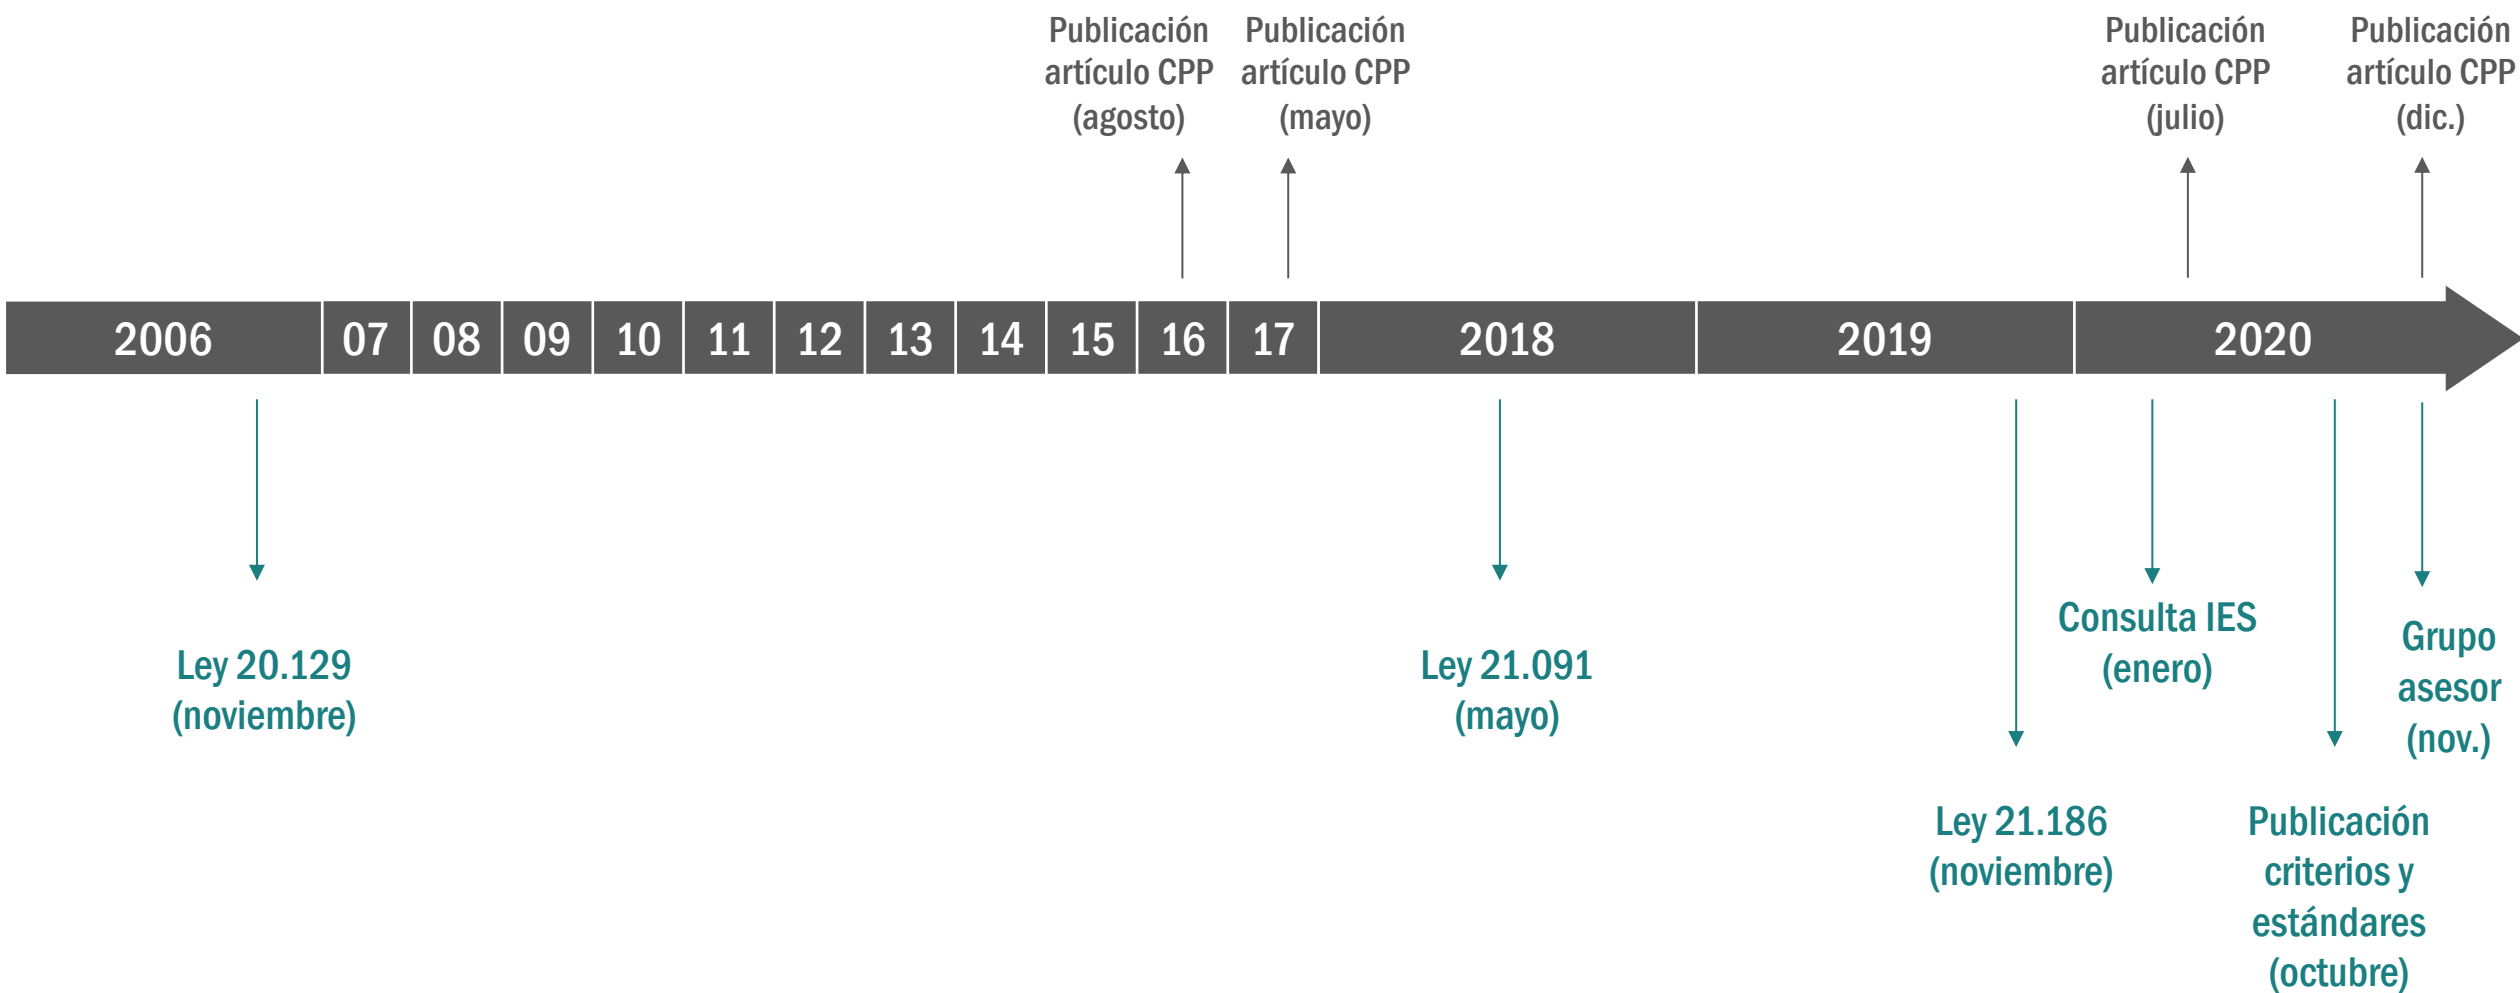 Publicación
artículo CPP
(agosto)
Publicación
artículo CPP
(mayo)
Publicación
artículo CPP
(julio)
Publicación
artículo CPP
(dic.)
2006
07
08
09
10
11
12
13
14
15
16
17
2018
2019
2020
Ley 20.129
(noviembre)
Ley 21.091
(mayo)
Ley 21.186
(noviembre)
Consulta IES
(enero)
Publicación
criterios y
estándares
(octubre)
Grupo
asesor
(nov.)